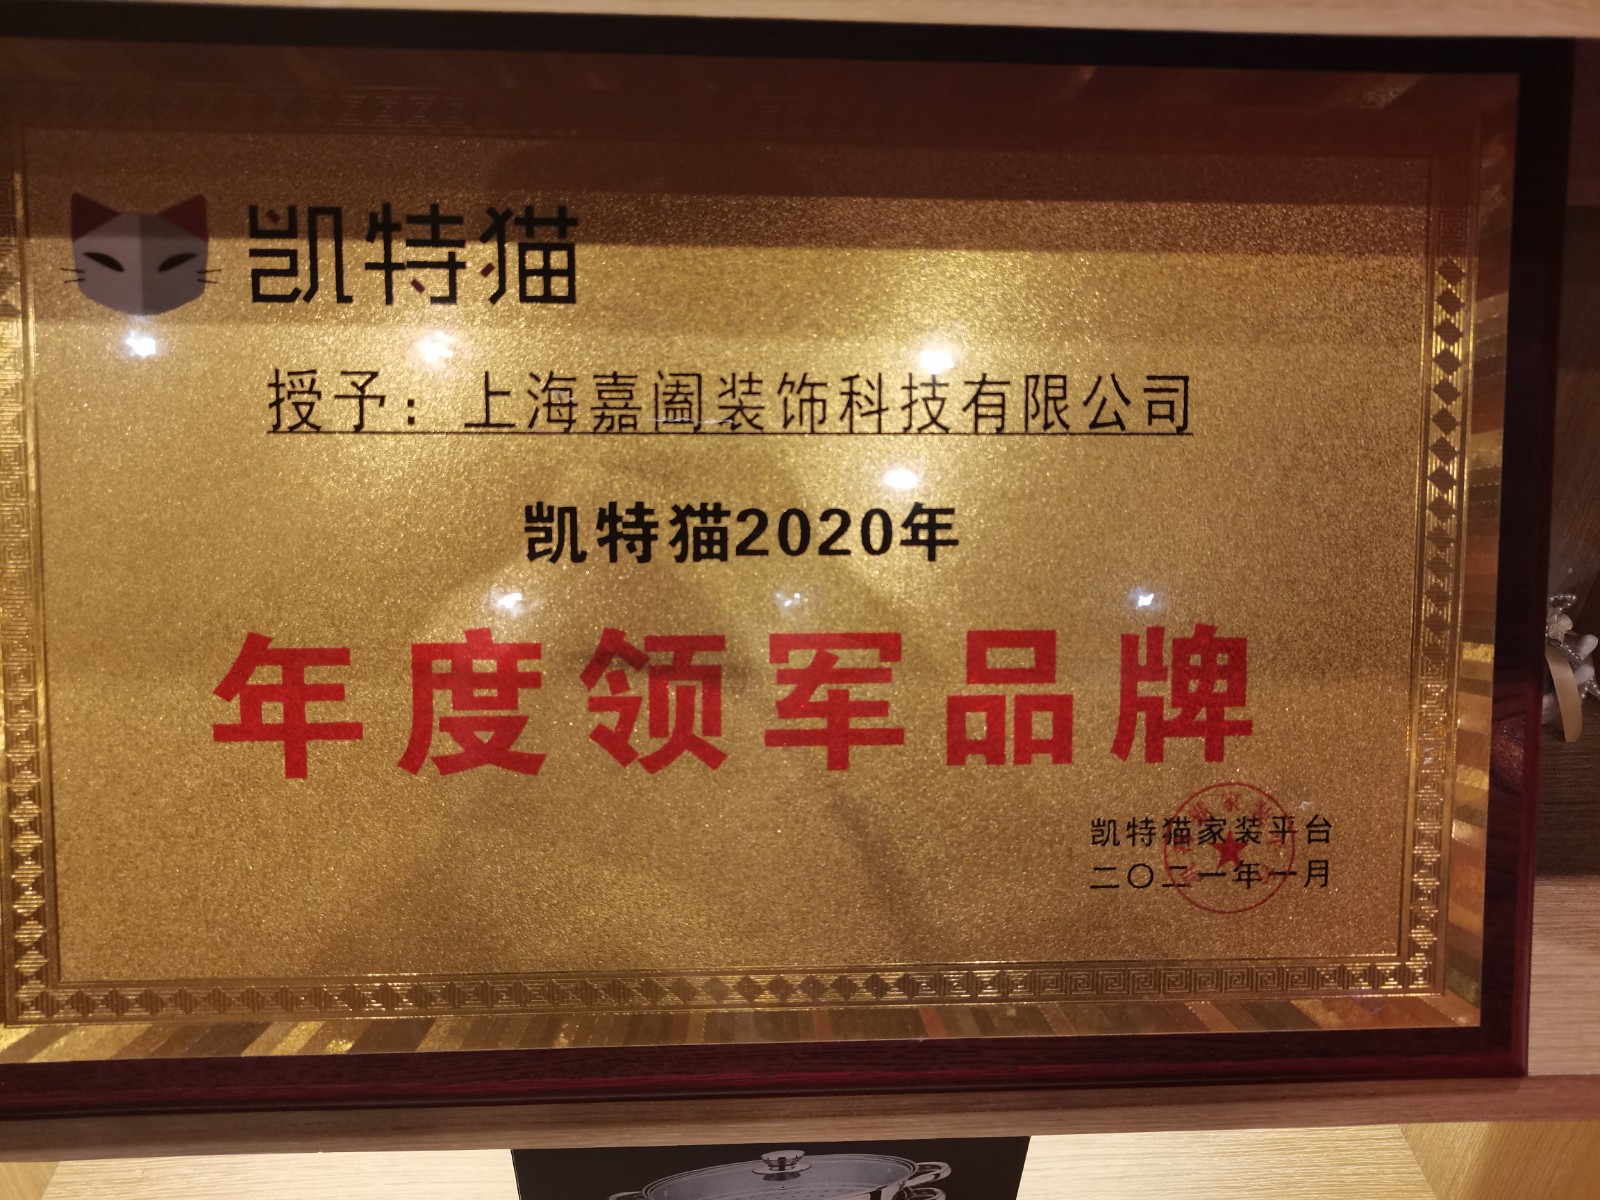 凯特猫
授予：上海嘉阖装饰科技有限公司
凯特猫2020年
年度领军品牌
凯特猫家装平台
二〇二一年一月